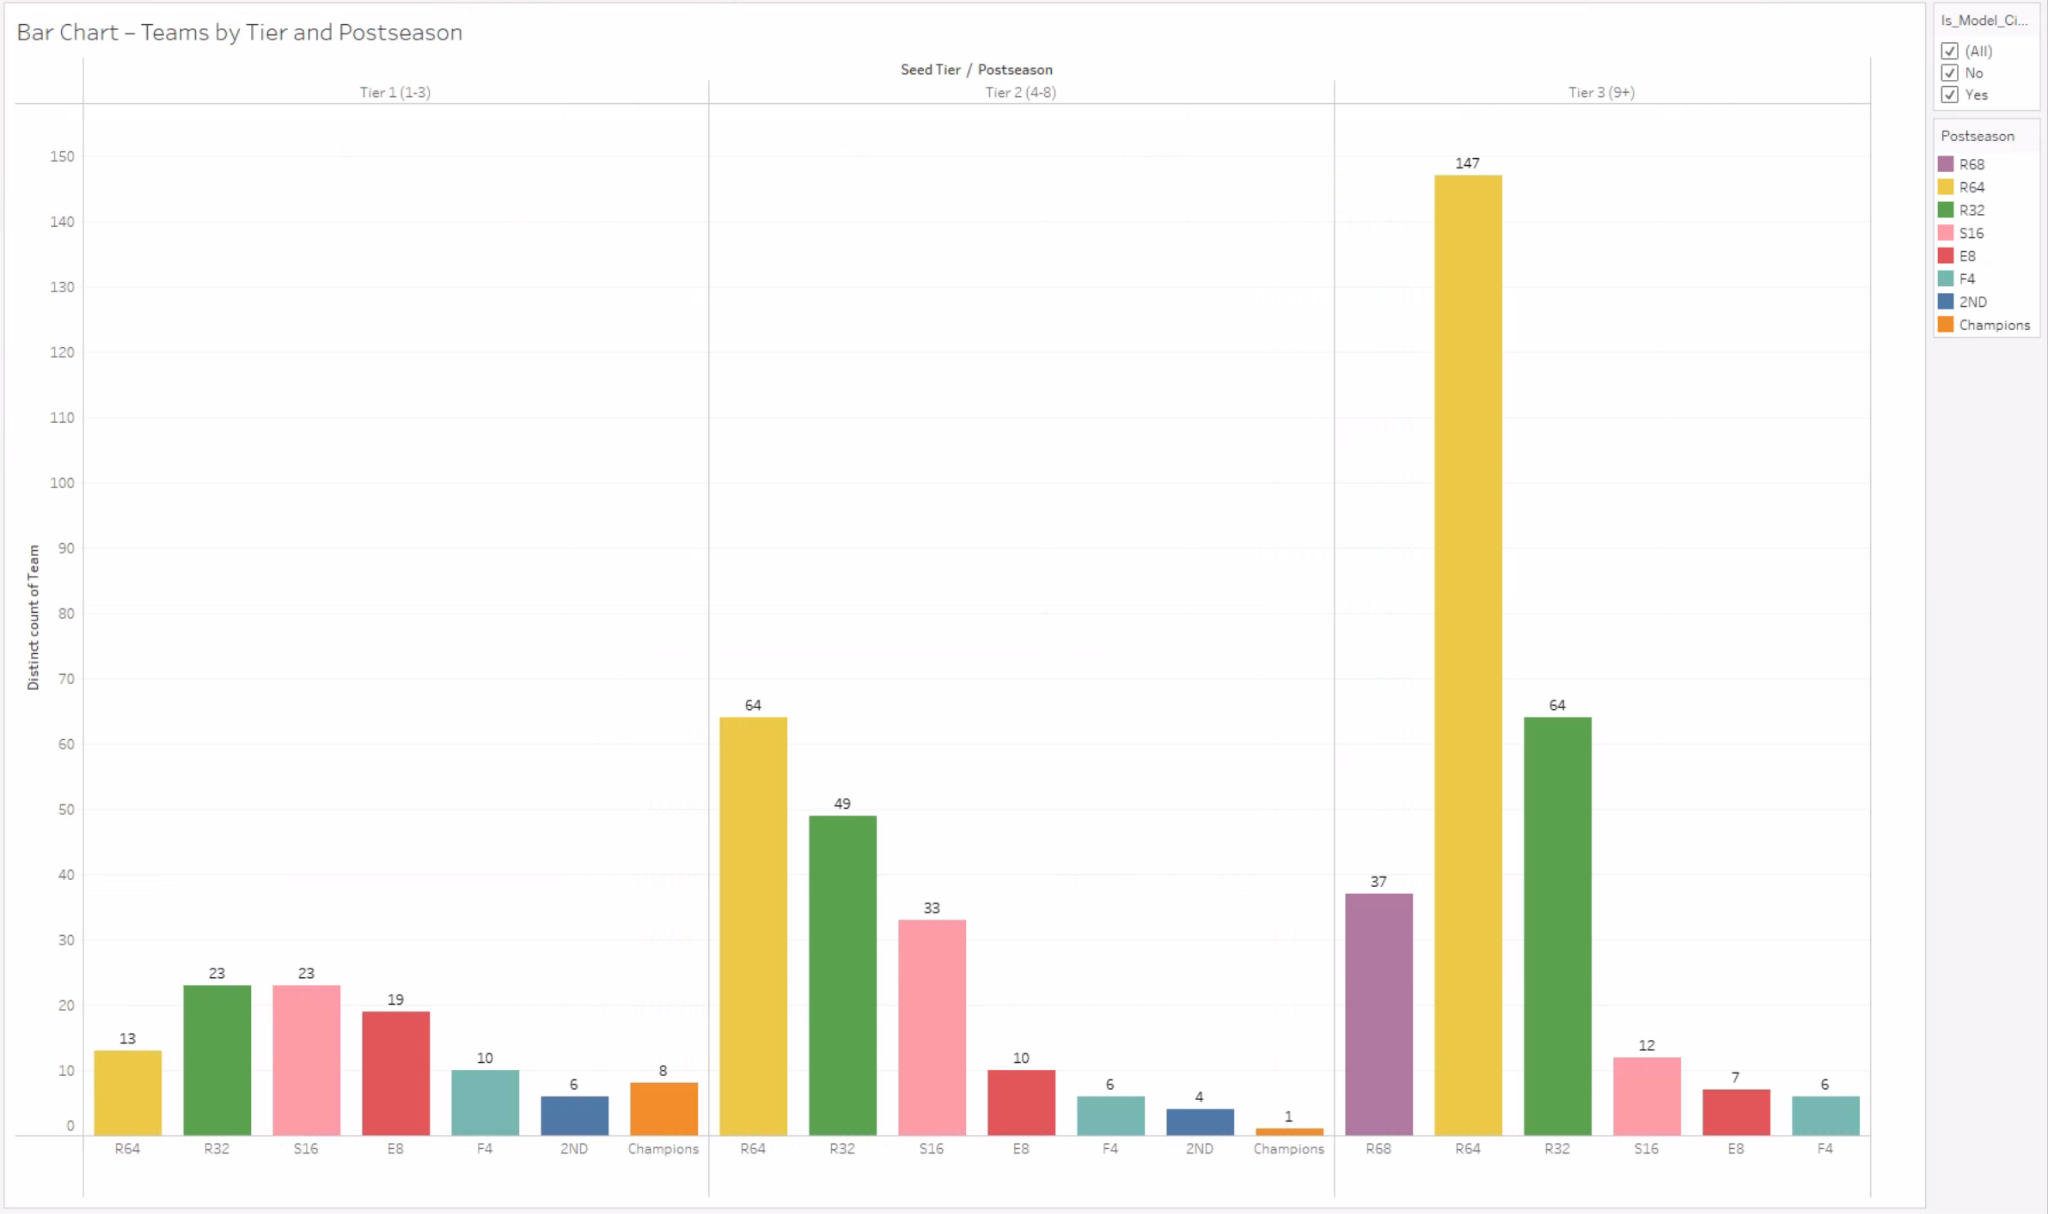 Bar Chart – Teams by Tier and Postseason
Seed Tier / Postseason
Tier 1 (1-3)
Tier 2 (4-8)
Tier 3 (9+)
Distinct count of Team
150
140
130
120
110
100
90
80
70
60
50
40
30
20
10
0
13
23
23
19
10
6
8
64
49
33
10
6
4
1
37
147
64
12
7
6
R64
R32
S16
E8
F4
2ND
Champions
R64
R32
S16
E8
F4
2ND
Champions
R68
R64
R32
S16
E8
F4
Is_Model_Ci...
(All)
No
Yes
Postseason
R68
R64
R32
S16
E8
F4
2ND
Champions